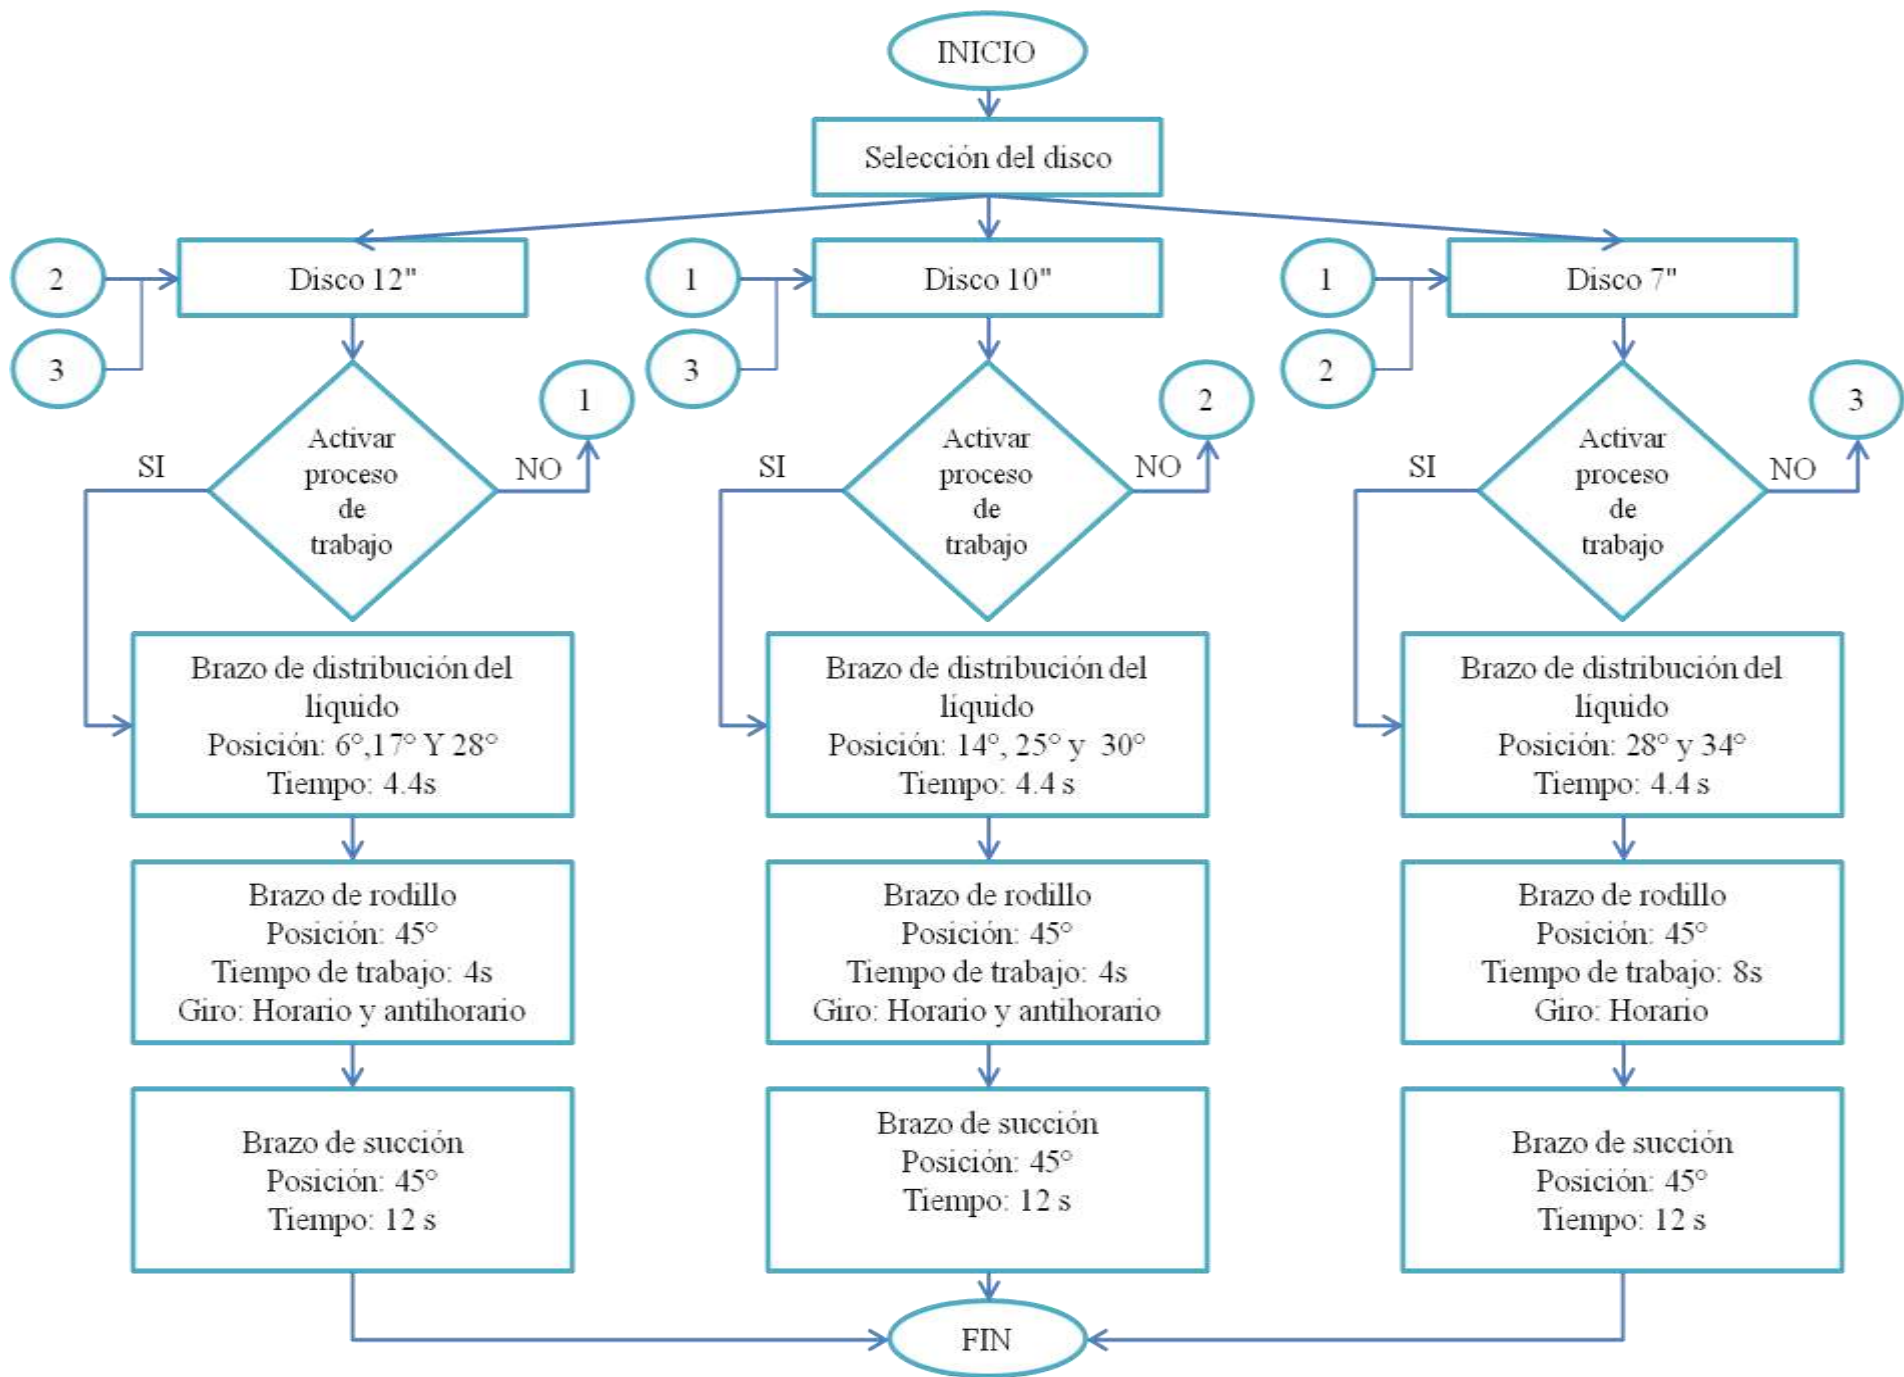 INICIO
Selección del disco
2
3
Disco 12"
1
3
Disco 10"
1
2
Disco 7"
1
2
3
Activar
proceso
de
trabajo
SI
NO
Activar
proceso
de
trabajo
SI
NO
Activar
proceso
de
trabajo
SI
NO
Brazo de distribución del
líquido
Posición: 6°,17° Y 28°
Tiempo: 4.4s
Brazo de distribución del
líquido
Posición: 14°, 25° y  30°
Tiempo: 4.4 s
Brazo de distribución del
líquido
Posición: 28° y 34°
Tiempo: 4.4 s
Brazo de rodillo
Posición: 45°
Tiempo de trabajo: 4s
Giro: Horario y antihorario
Brazo de rodillo
Posición: 45°
Tiempo de trabajo: 4s
Giro: Horario y antihorario
Brazo de rodillo
Posición: 45°
Tiempo de trabajo: 8s
Giro: Horario
Brazo de succión
Posición: 45°
Tiempo: 12 s
Brazo de succión
Posición: 45°
Tiempo: 12 s
Brazo de succión
Posición: 45°
Tiempo: 12 s
FIN